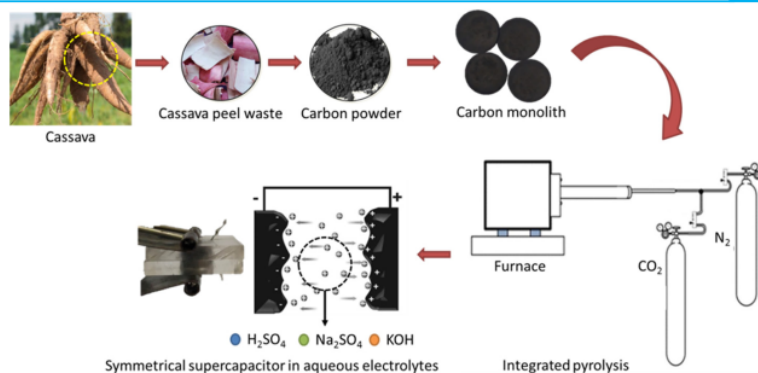 Cassava
Cassava peel waste
Carbon powder
Carbon monolith
- +
Furnace
CO₂
N₂
H₂SO₄ Na₂SO₄ KOH
Symmetrical supercapacitor in aqueous electrolytes
Integrated pyrolysis